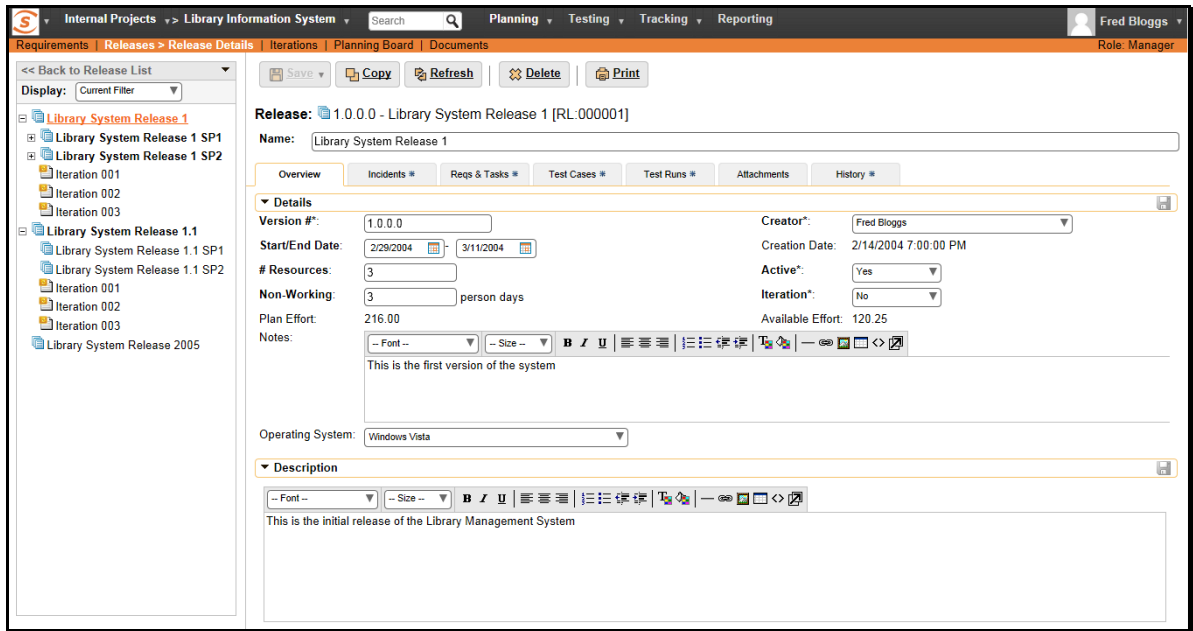 S Internal Projects > Library Information System Search Planning Testing Tracking Reporting Fred Bloggs
Requirements | Releases > Release Details | Iterations | Planning Board | Documents Role: Manager
<< Back to Release List
Display: Current Filter
Library System Release 1
Library System Release 1 SP1
Library System Release 1 SP2
Iteration 001
Iteration 002
Iteration 003
Library System Release 1.1
Library System Release 1.1 SP1
Library System Release 1.1 SP2
Iteration 001
Iteration 002
Iteration 003
Library System Release 2005
Save Copy Refresh | Delete | Print
Release: 1.0.0.0 - Library System Release 1 [RL:000001]
Name: Library System Release 1
Overview Incidents * Reqs & Tasks * Test Cases * Test Runs * Attachments History *
Details
Version #*: 1.0.0.0 Creator*: Fred Bloggs
Start/End Date: 2/29/2004 - 3/11/2004 Creation Date: 2/14/2004 7:00:00 PM
# Resources: 3 Active*: Yes
Non-Working: 3 person days Iteration*: No
Plan Effort: 216.00 Available Effort: 120.25
Notes: -- Font -- -- Size -- B I U
This is the first version of the system
Operating System: Windows Vista
Description
-- Font -- -- Size -- B I U
This is the initial release of the Library Management System